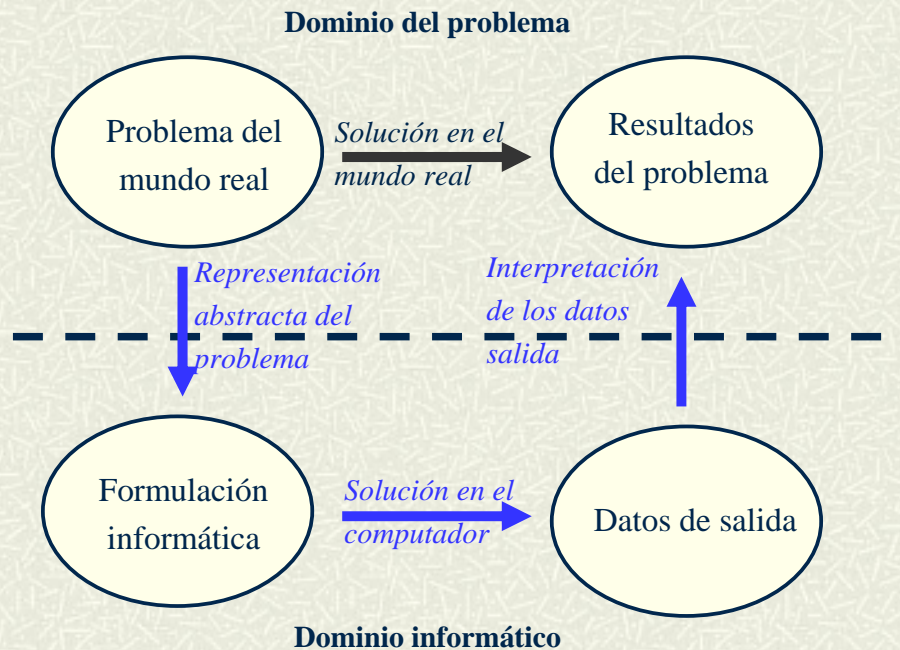 Dominio del problema
Problema del
mundo real
Solución en el
mundo real
Resultados
del problema
Representación
abstracta del
problema
Interpretación
de los datos
salida
Formulación
informática
Solución en el
computador
Datos de salida
Dominio informático